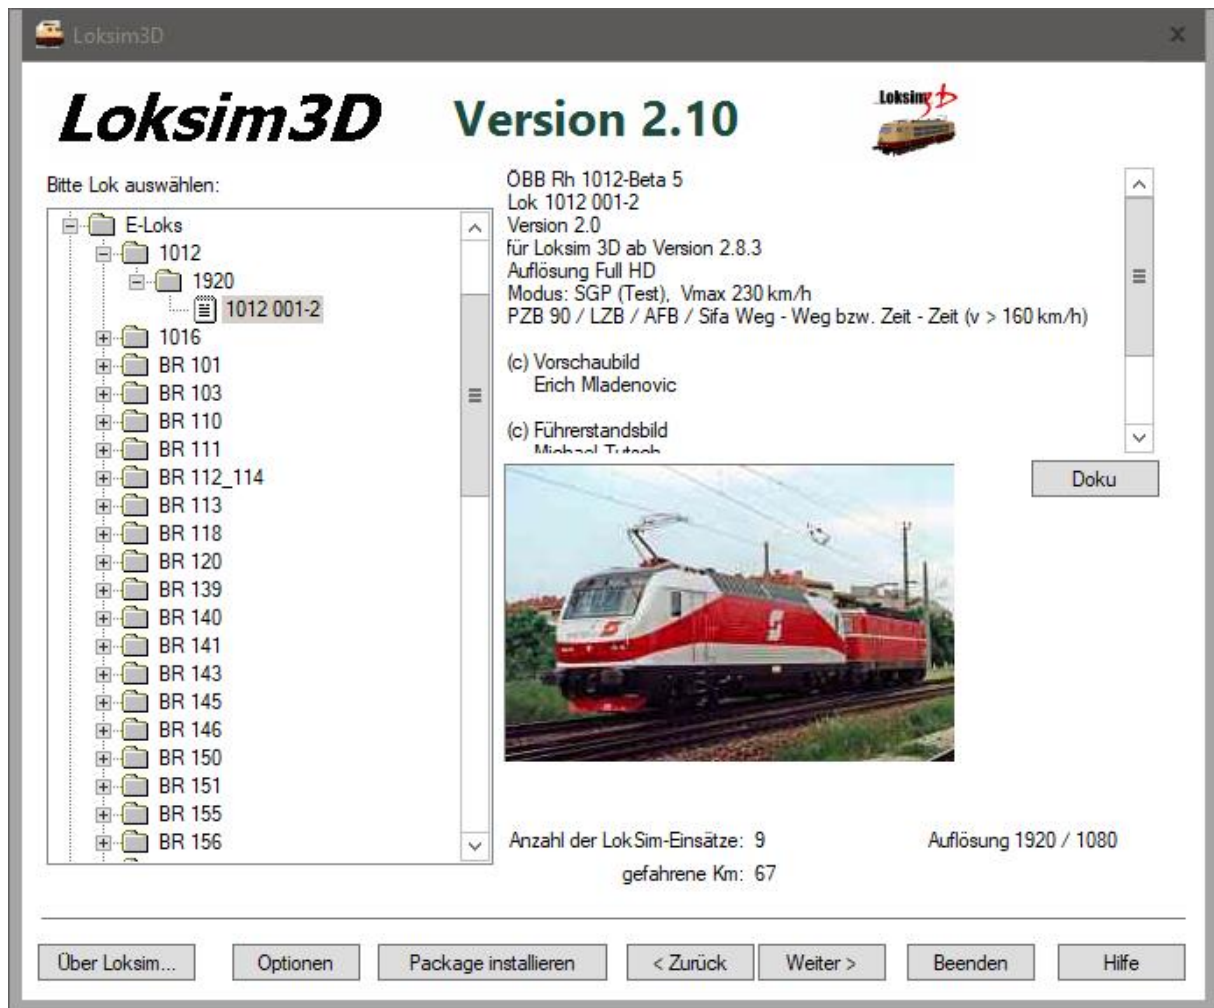 Loksim3D
Loksim3D
Version 2.10
Loksim3D
Bitte Lok auswählen:
E-Loks
1012
1920
1012 001-2
1016
BR 101
BR 103
BR 110
BR 111
BR 112_114
BR 113
BR 118
BR 120
BR 139
BR 140
BR 141
BR 143
BR 145
BR 146
BR 150
BR 151
BR 155
BR 156
ÖBB Rh 1012-Beta 5
Lok 1012 001-2
Version 2.0
für Loksim 3D ab Version 2.8.3
Auflösung Full HD
Modus: SGP (Test), Vmax 230 km/h
PZB 90 / LZB / AFB / Sifa Weg - Weg bzw. Zeit - Zeit (v > 160 km/h)
(c) Vorschaubild
Erich Mladenovic
(c) Führerstandsbild
Michael Tutsch
Doku
Anzahl der LokSim-Einsätze: 9
Auflösung 1920 / 1080
gefahrene Km: 67
Über Loksim...
Optionen
Package installieren
< Zurück
Weiter >
Beenden
Hilfe